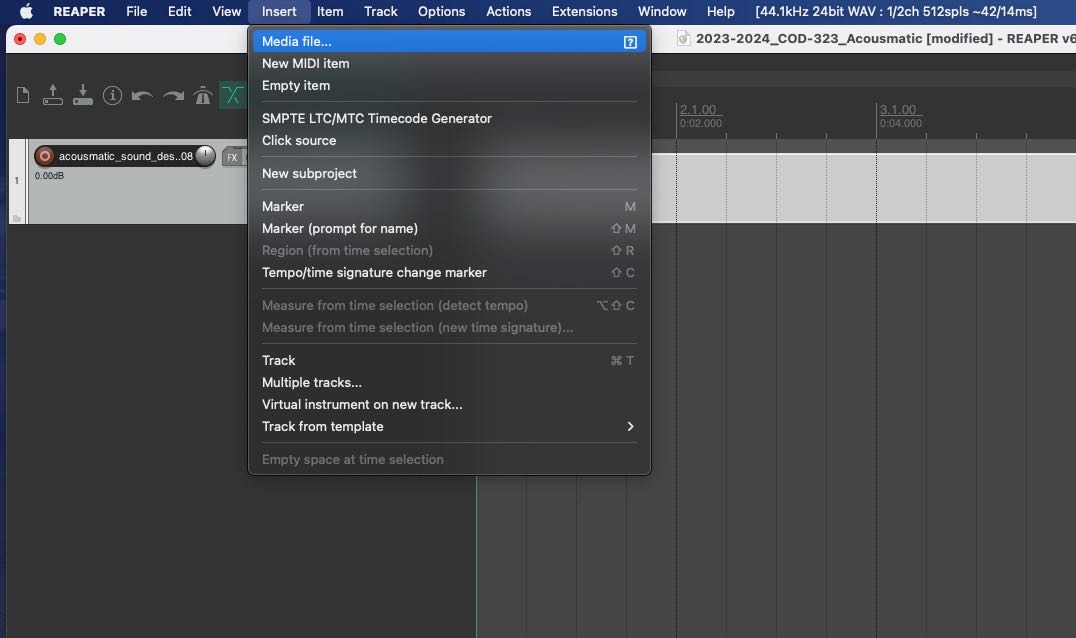 REAPER File Edit View Insert Item Track Options Actions Extensions Window Help [44.1kHz 24bit WAV : 1/2ch 512spls ~42/14ms]
2023-2024_COD-323_Acousmatic [modified] - REAPER v6
Media file... ?
New MIDI item
Empty item
SMPTE LTC/MTC Timecode Generator
Click source
New subproject
Marker M
Marker (prompt for name) ⇧ M
Region (from time selection) ⇧ R
Tempo/time signature change marker ⇧ C
Measure from time selection (detect tempo) ⌥⇧ C
Measure from time selection (new time signature)...
Track ⌘ T
Multiple tracks...
Virtual instrument on new track...
Track from template
Empty space at time selection
2.1.00 3.1.00
0:02.000 0:04.000
1
acousmatic_sound_des..08 FX
0.00dB